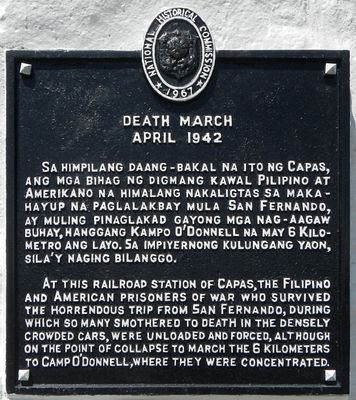 NATIONAL HISTORICAL COMMISSION
1967
DEATH MARCH
APRIL 1942
SA HIMPILANG DAANG-BAKAL NA ITO NG CAPAS,
ANG MGA BIHAG NG DIGMANG KAWAL PILIPINO AT
AMERIKANO NA HIMALANG NAKALIGTAS SA MAKA-
HAYUP NA PAGLALAKBAY MULA SAN FERNANDO,
AY MULING PINAGLAKAD GAYONG MGA NAG-AAGAW
BUHAY, HANGGANG KAMPO O'DONNELL NA MAY 6 KILO-
METRO ANG LAYO. SA IMPIYERNONG KULUNGANG YAON,
SILA'Y NAGING BILANGGO.
AT THIS RAILROAD STATION OF CAPAS, THE FILIPINO
AND AMERICAN PRISONERS OF WAR WHO SURVIVED
THE HORRENDOUS TRIP FROM SAN FERNANDO, DURING
WHICH SO MANY SMOTHERED TO DEATH IN THE DENSELY
CROWDED CARS, WERE UNLOADED AND FORCED, ALTHOUGH
ON THE POINT OF COLLAPSE TO MARCH THE 6 KILOMETERS
TO CAMP O'DONNELL, WHERE THEY WERE CONCENTRATED.